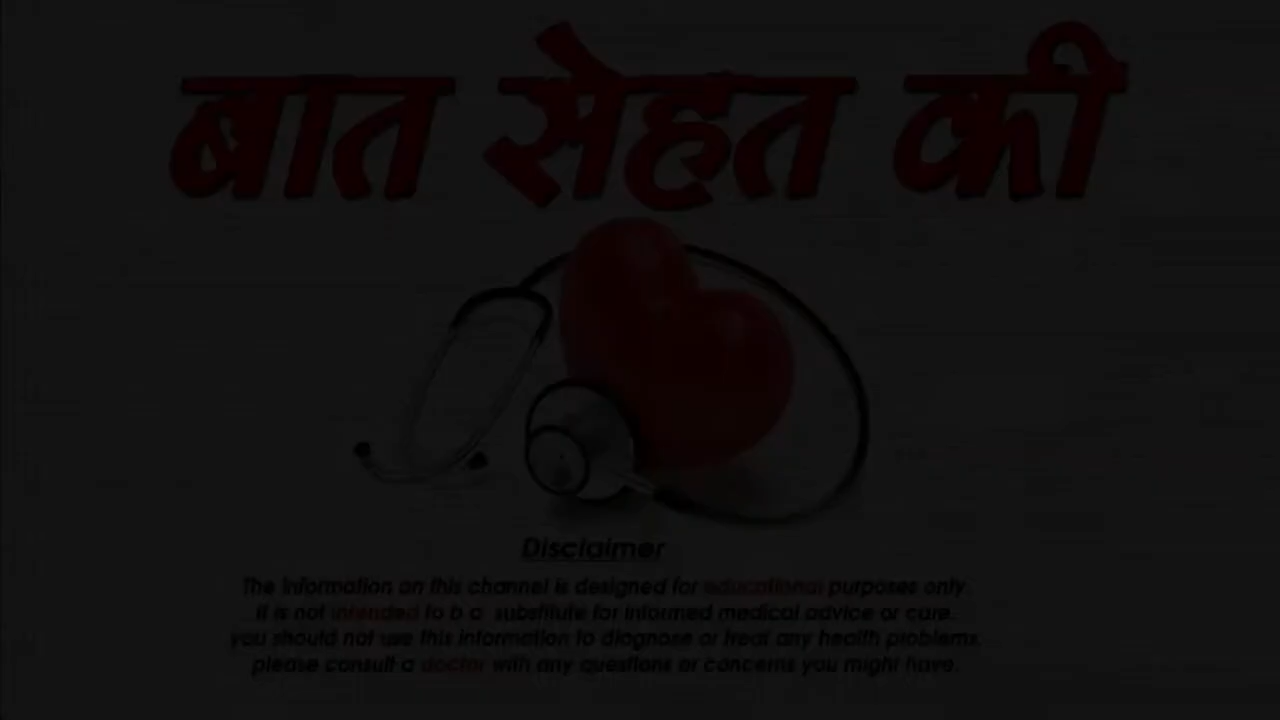 बात सेहत की
Disclaimer
The information on this channel is designed for educational purposes only.
it is not intended to b a substitute for informed medical advice or care.
you should not use this information to diagnose or treat any health problems.
please consult a doctor with any questions or concerns you might have.